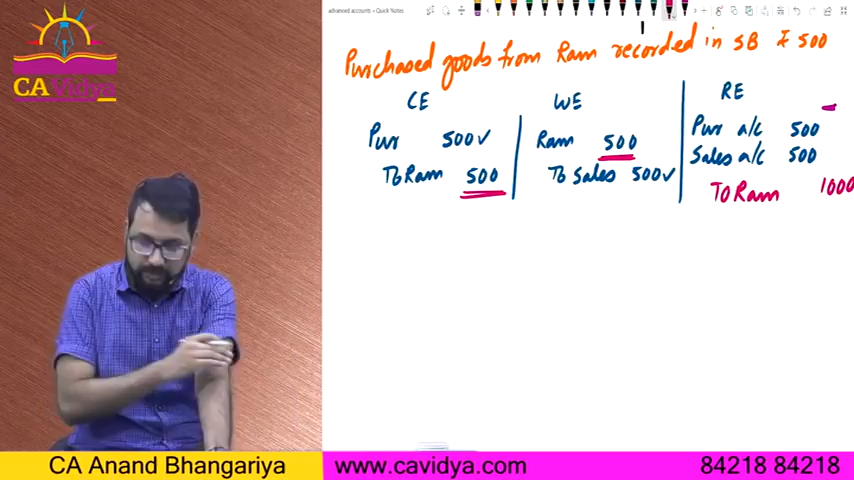 advanced accounts – Quick Notes
CAVidya
Purchased goods from Ram recorded in SB ₹ 500
CE
WE
RE
Pur 500✓
To Ram 500
Ram 500
To Sales 500✓
Pur a/c 500
Sales a/c 500
To Ram 1000
CA Anand Bhangariya
www.cavidya.com
84218 84218